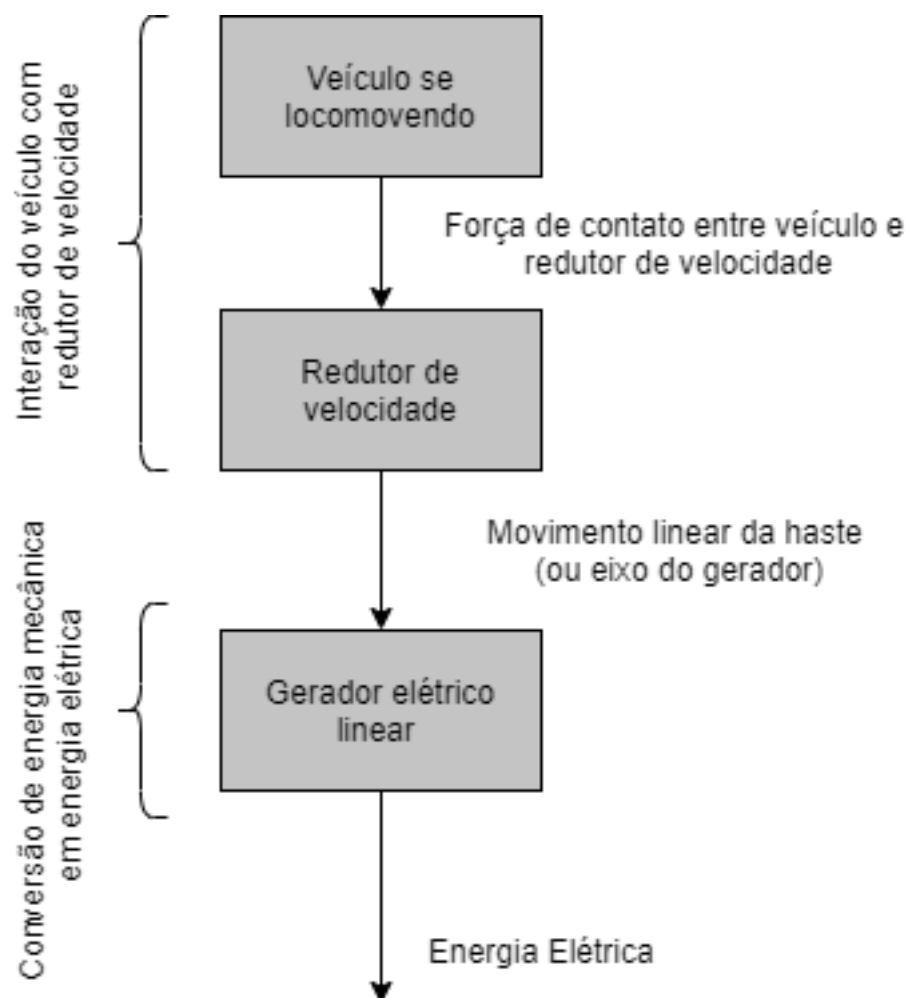 Interação do veículo com
redutor de velocidade
Veículo se
locomovendo
Força de contato entre veículo e
redutor de velocidade
Redutor de
velocidade
Movimento linear da haste
(ou eixo do gerador)
Conversão de energia mecânica
em energia elétrica
Gerador elétrico
linear
Energia Elétrica